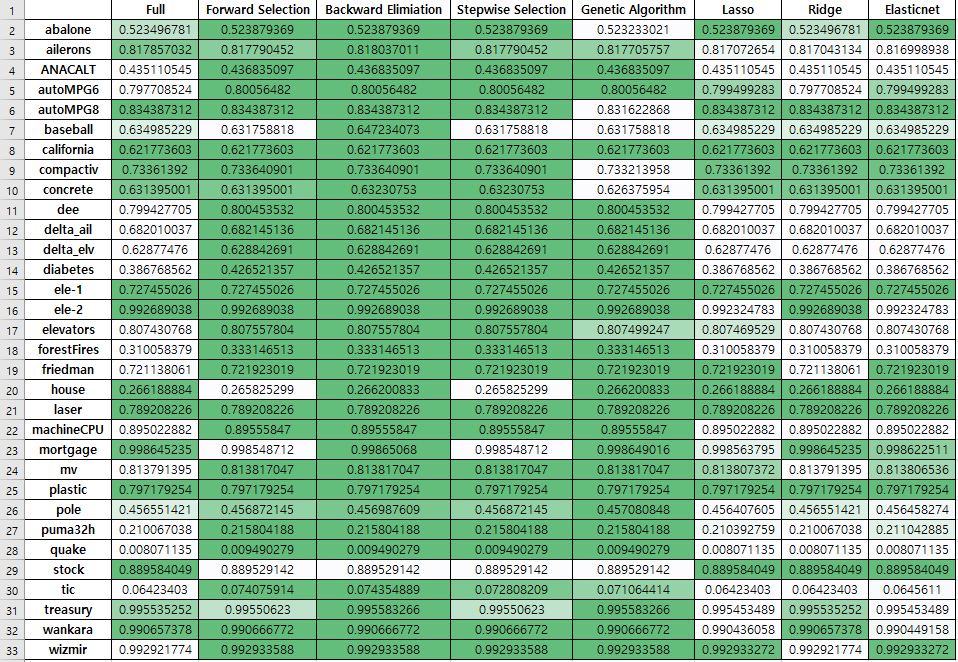 1 Full Forward Selection Backward Elimiation Stepwise Selection Genetic Algorithm Lasso Ridge Elasticnet
2 abalone 0.523496781 0.523879369 0.523879369 0.523879369 0.523233021 0.523879369 0.523496781 0.523879369
3 ailerons 0.817857032 0.817790452 0.818037011 0.817790452 0.817705757 0.817072654 0.817043134 0.816998938
4 ANACALT 0.435110545 0.436835097 0.436835097 0.436835097 0.436835097 0.435110545 0.435110545 0.435110545
5 autoMPG6 0.797708524 0.80056482 0.80056482 0.80056482 0.80056482 0.799499283 0.797708524 0.799499283
6 autoMPG8 0.834387312 0.834387312 0.834387312 0.834387312 0.831622868 0.834387312 0.834387312 0.834387312
7 baseball 0.634985229 0.631758818 0.647234073 0.631758818 0.631758818 0.634985229 0.634985229 0.634985229
8 california 0.621773603 0.621773603 0.621773603 0.621773603 0.621773603 0.621773603 0.621773603 0.621773603
9 compactiv 0.73361392 0.733640901 0.733640901 0.733640901 0.733213958 0.73361392 0.73361392 0.73361392
10 concrete 0.631395001 0.631395001 0.63230753 0.63230753 0.626375954 0.631395001 0.631395001 0.631395001
11 dee 0.799427705 0.800453532 0.800453532 0.800453532 0.800453532 0.799427705 0.799427705 0.799427705
12 delta_ail 0.682010037 0.682145136 0.682145136 0.682145136 0.682145136 0.682010037 0.682010037 0.682010037
13 delta_elv 0.62877476 0.628842691 0.628842691 0.628842691 0.628842691 0.62877476 0.62877476 0.62877476
14 diabetes 0.386768562 0.426521357 0.426521357 0.426521357 0.426521357 0.386768562 0.386768562 0.386768562
15 ele-1 0.727455026 0.727455026 0.727455026 0.727455026 0.727455026 0.727455026 0.727455026 0.727455026
16 ele-2 0.992689038 0.992689038 0.992689038 0.992689038 0.992689038 0.992324783 0.992689038 0.992324783
17 elevators 0.807430768 0.807557804 0.807557804 0.807557804 0.807499247 0.807469529 0.807430768 0.807430768
18 forestFires 0.310058379 0.333146513 0.333146513 0.333146513 0.333146513 0.310058379 0.310058379 0.310058379
19 friedman 0.721138061 0.721923019 0.721923019 0.721923019 0.721923019 0.721923019 0.721138061 0.721923019
20 house 0.266188884 0.265825299 0.266200833 0.265825299 0.266200833 0.266188884 0.266188884 0.266188884
21 laser 0.789208226 0.789208226 0.789208226 0.789208226 0.789208226 0.789208226 0.789208226 0.789208226
22 machineCPU 0.895022882 0.89555847 0.89555847 0.89555847 0.89555847 0.895022882 0.895022882 0.895022882
23 mortgage 0.998645235 0.998548712 0.99865068 0.998548712 0.998649016 0.998563795 0.998645235 0.998622511
24 mv 0.813791395 0.813817047 0.813817047 0.813817047 0.813817047 0.813807372 0.813791395 0.813806536
25 plastic 0.797179254 0.797179254 0.797179254 0.797179254 0.797179254 0.797179254 0.797179254 0.797179254
26 pole 0.456551421 0.456872145 0.456987609 0.456872145 0.457080848 0.456407605 0.456551421 0.456458274
27 puma32h 0.210067038 0.215804188 0.215804188 0.215804188 0.215804188 0.210392759 0.210067038 0.211042885
28 quake 0.008071135 0.009490279 0.009490279 0.009490279 0.009490279 0.008071135 0.008071135 0.008071135
29 stock 0.889584049 0.889529142 0.889529142 0.889529142 0.889529142 0.889584049 0.889584049 0.889584049
30 tic 0.06423403 0.074075914 0.074354889 0.072808209 0.071064414 0.06423403 0.06423403 0.0645611
31 treasury 0.995535252 0.99550623 0.995583266 0.99550623 0.995583266 0.995453489 0.995535252 0.995453489
32 wankara 0.990657378 0.990666772 0.990666772 0.990666772 0.990666772 0.990436058 0.990657378 0.990449158
33 wizmir 0.992921774 0.992933588 0.992933588 0.992933588 0.992933588 0.992933272 0.992921774 0.992933272